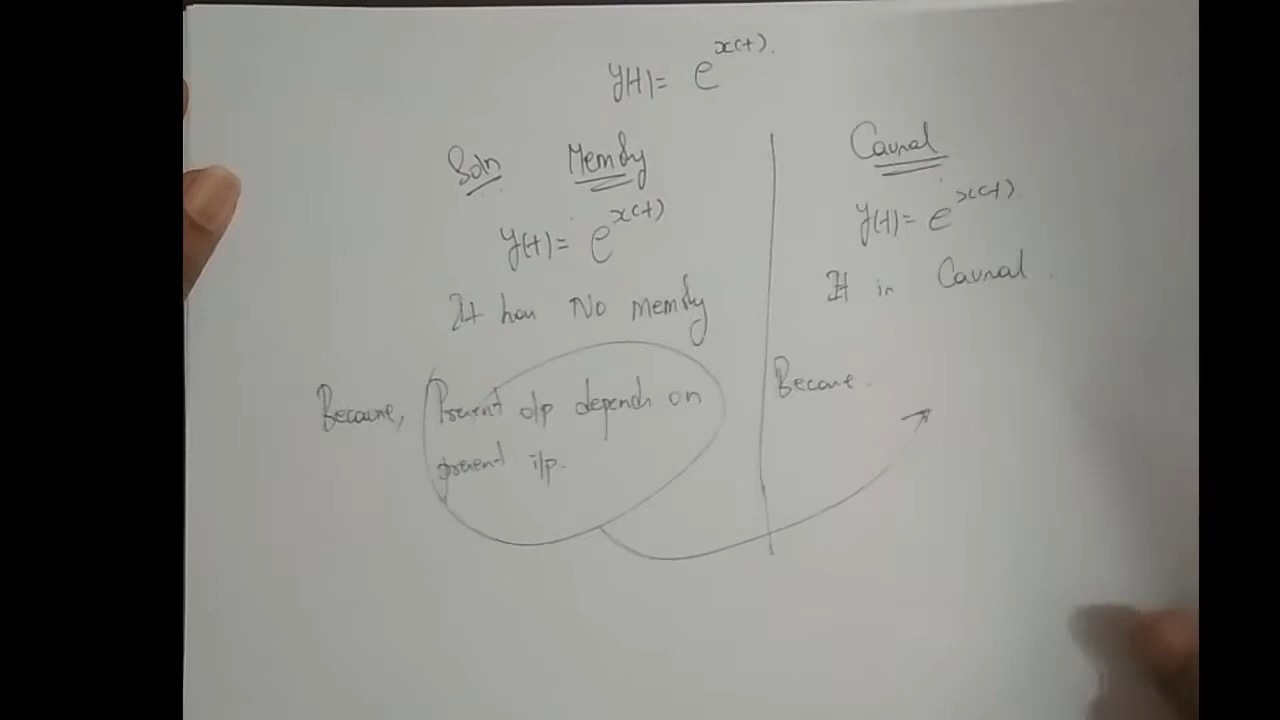 y(t) = e^x(t).
Soln Memory
y(t) = e^x(t)
It has No memory
Because, Present o/p depends on
present i/p.
Causal
y(t) = e^x(t)
It is Causal.
Because.